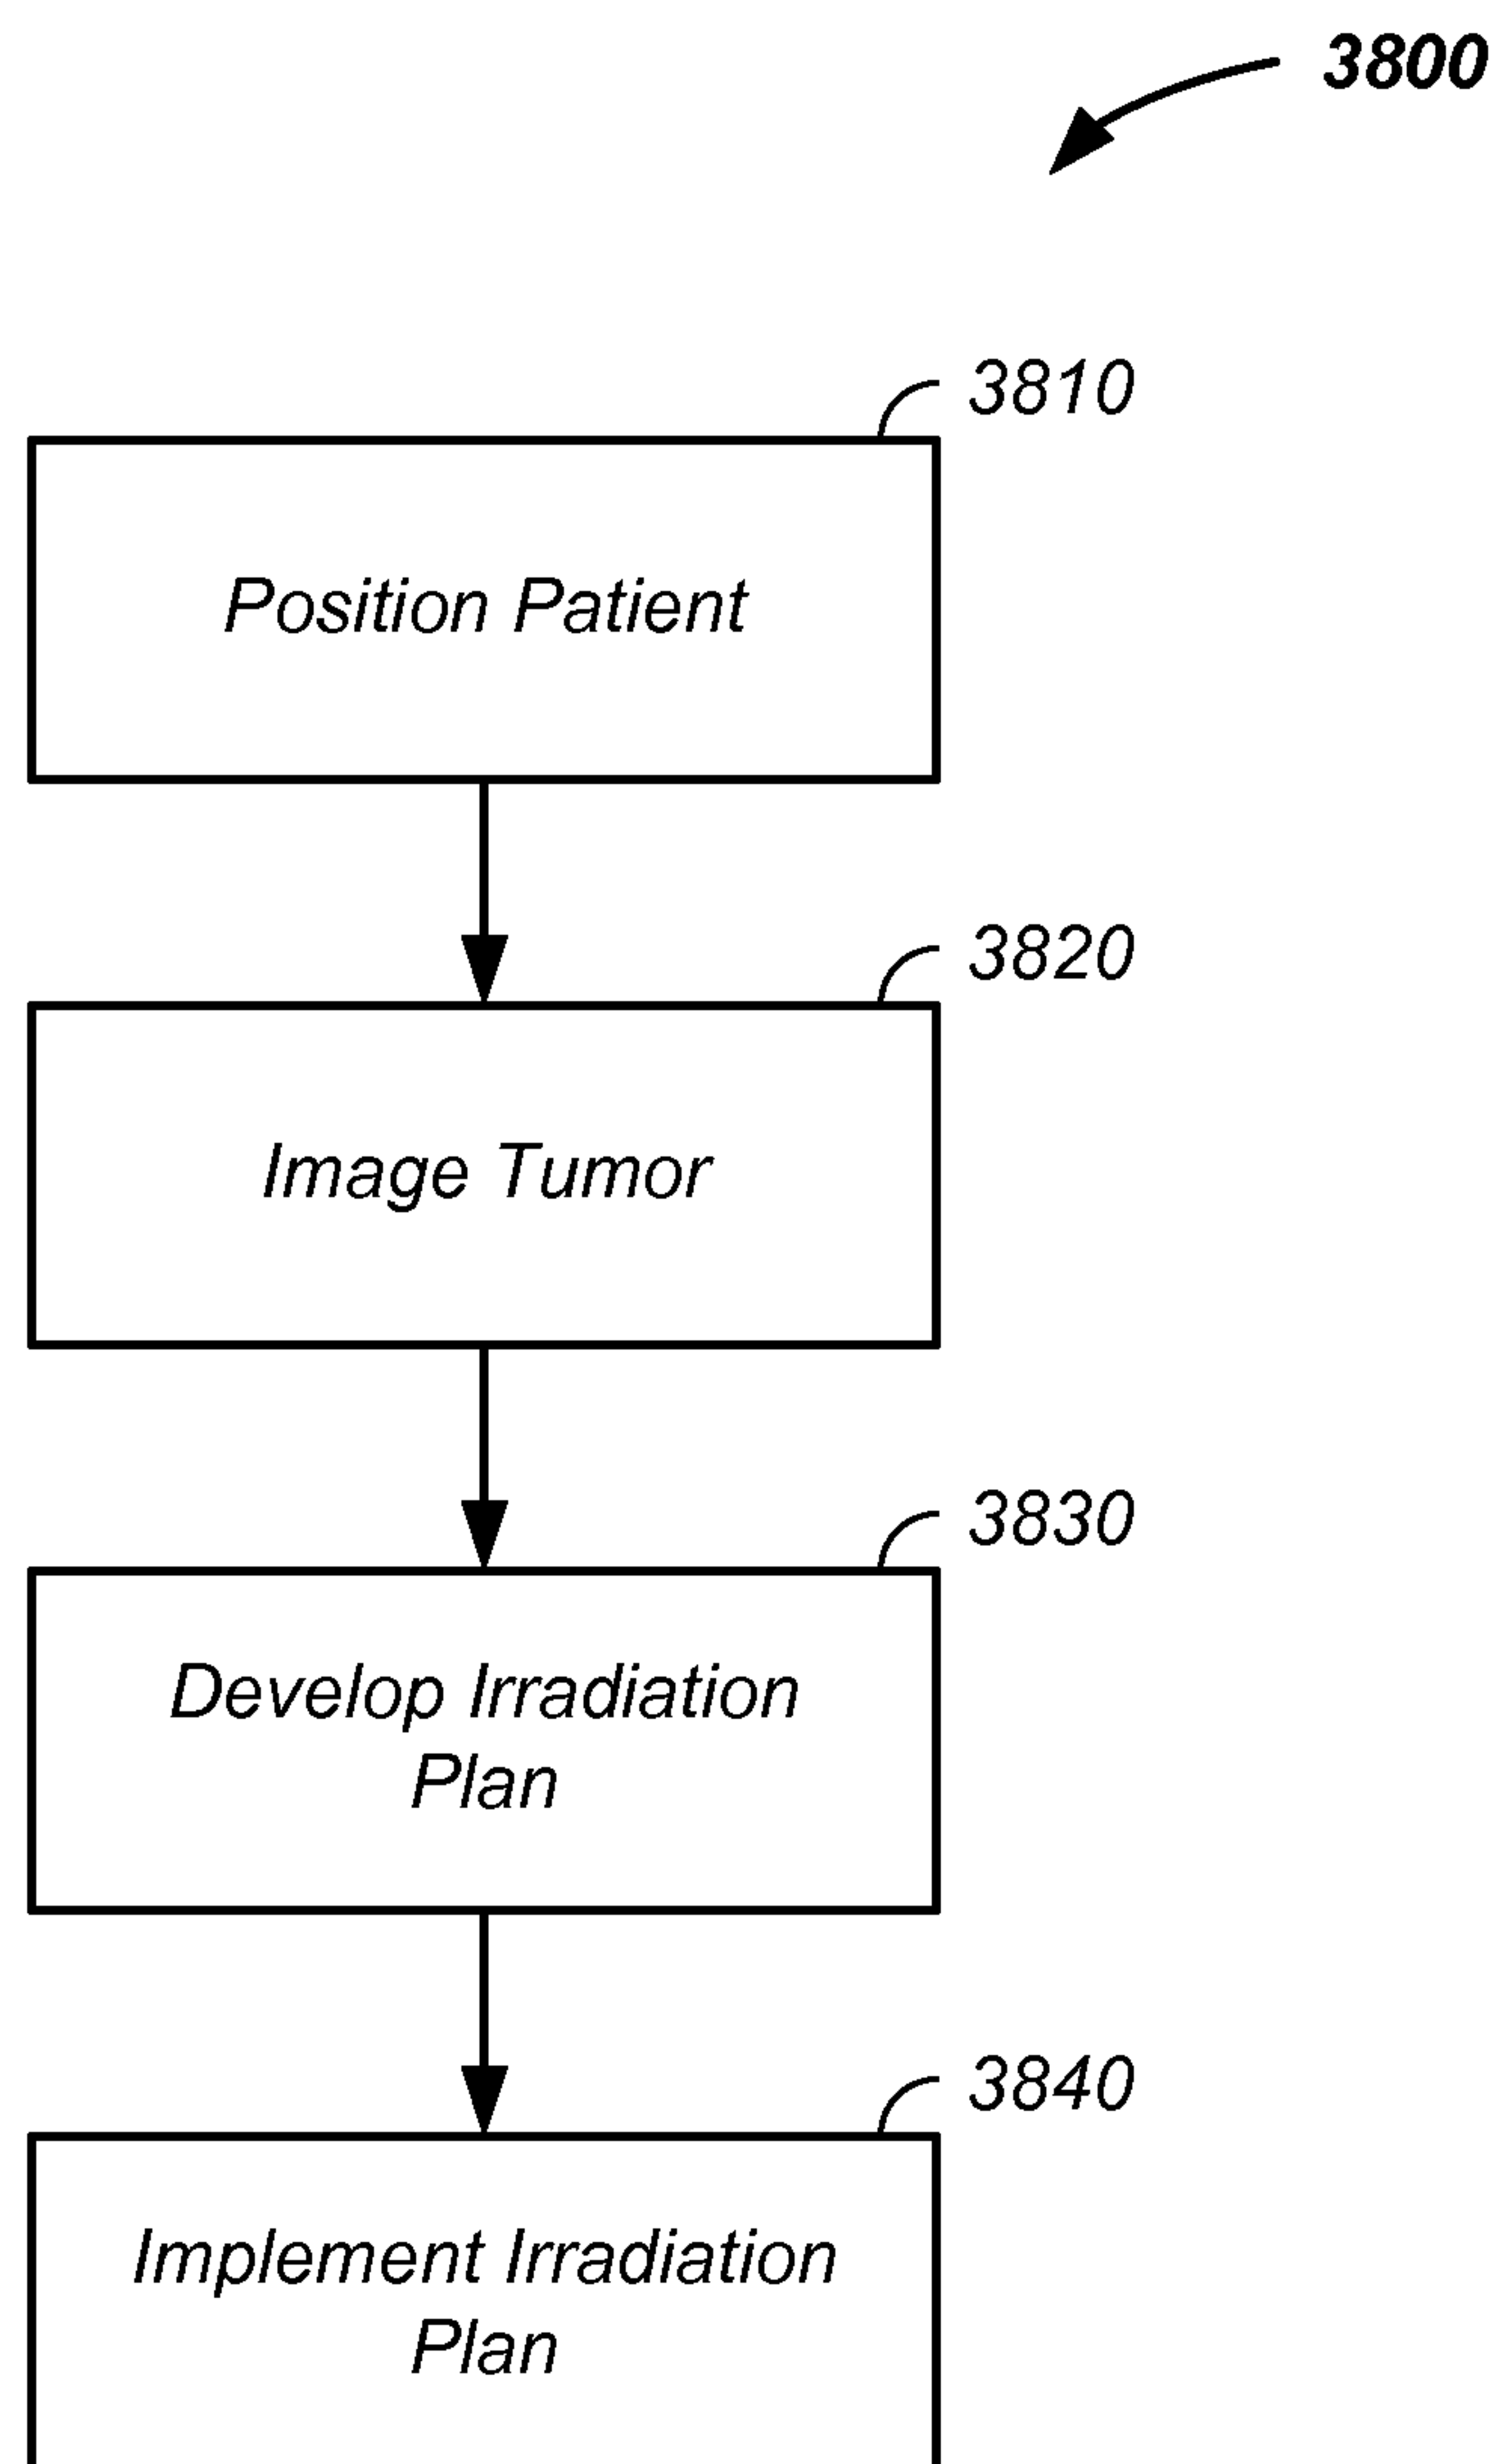 3800
3810
Position Patient
3820
Image Tumor
3830
Develop Irradiation
Plan
3840
Implement Irradiation
Plan